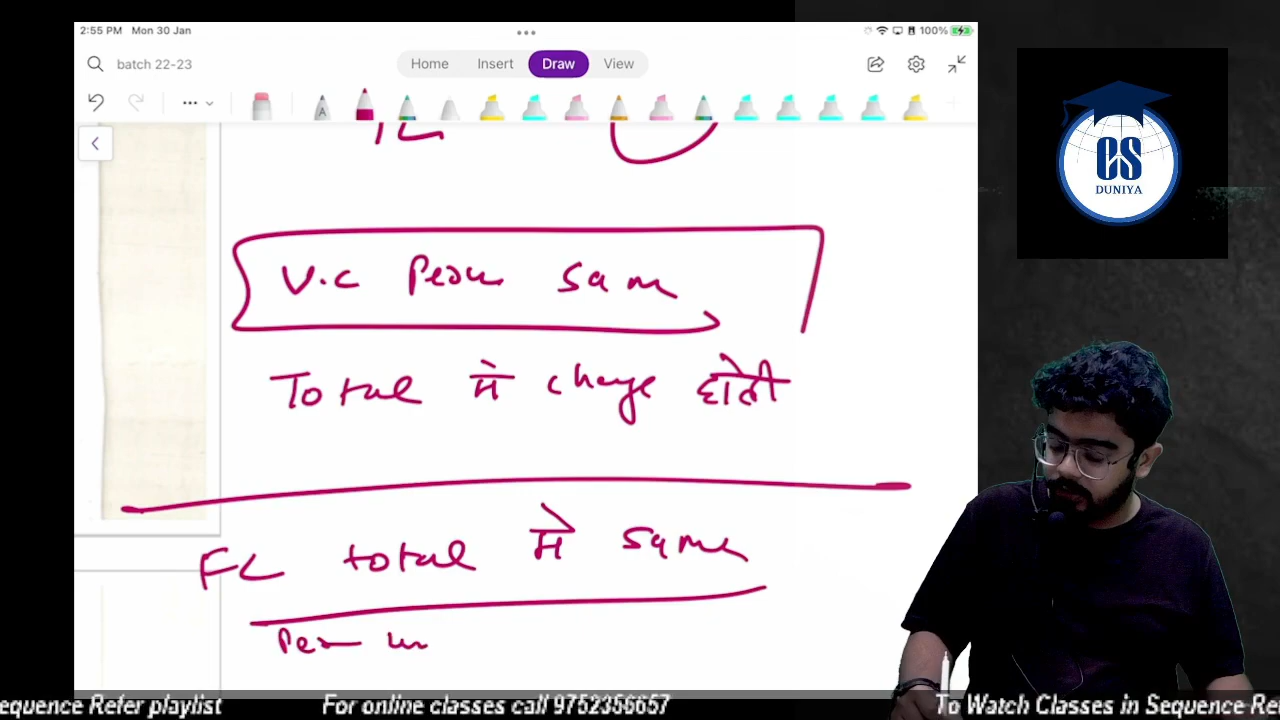 2:55 PM Mon 30 Jan
100%
batch 22-23
Home Insert Draw View
CS
DUNIYA
V.C Per u Sam
Total में change होती
FC total में same
Per un
equence Refer playlist For online classes call 9752356657 To Watch Classes in Sequence Re